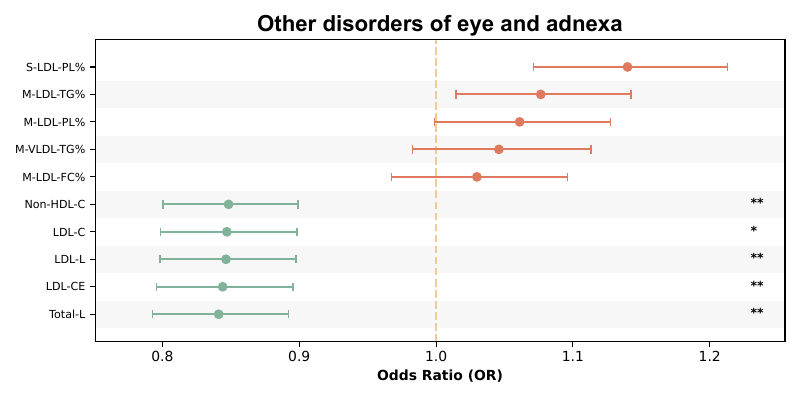 Other disorders of eye and adnexa
S-LDL-PL%
M-LDL-TG%
M-LDL-PL%
M-VLDL-TG%
M-LDL-FC%
Non-HDL-C **
LDL-C *
LDL-L **
LDL-CE **
Total-L **
0.8 0.9 1.0 1.1 1.2
Odds Ratio (OR)